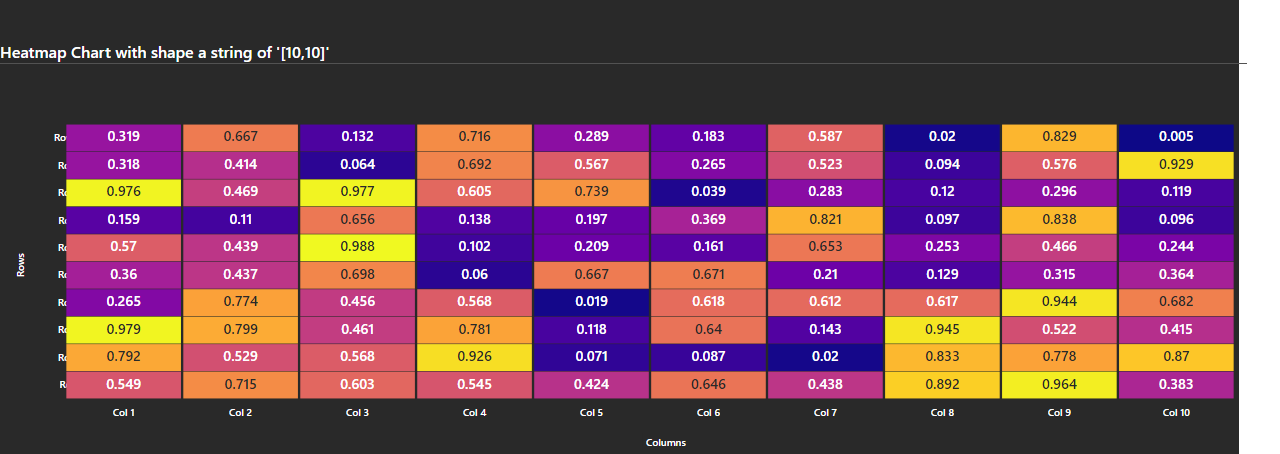 Heatmap Chart with shape a string of '[10,10]'
0.319 0.667 0.132 0.716 0.289 0.183 0.587 0.02 0.829 0.005
0.318 0.414 0.064 0.692 0.567 0.265 0.523 0.094 0.576 0.929
0.976 0.469 0.977 0.605 0.739 0.039 0.283 0.12 0.296 0.119
0.159 0.11 0.656 0.138 0.197 0.369 0.821 0.097 0.838 0.096
0.57 0.439 0.988 0.102 0.209 0.161 0.653 0.253 0.466 0.244
Rows
0.36 0.437 0.698 0.06 0.667 0.671 0.21 0.129 0.315 0.364
0.265 0.774 0.456 0.568 0.019 0.618 0.612 0.617 0.944 0.682
0.979 0.799 0.461 0.781 0.118 0.64 0.143 0.945 0.522 0.415
0.792 0.529 0.568 0.926 0.071 0.087 0.02 0.833 0.778 0.87
0.549 0.715 0.603 0.545 0.424 0.646 0.438 0.892 0.964 0.383
Col 1 Col 2 Col 3 Col 4 Col 5 Col 6 Col 7 Col 8 Col 9 Col 10
Columns